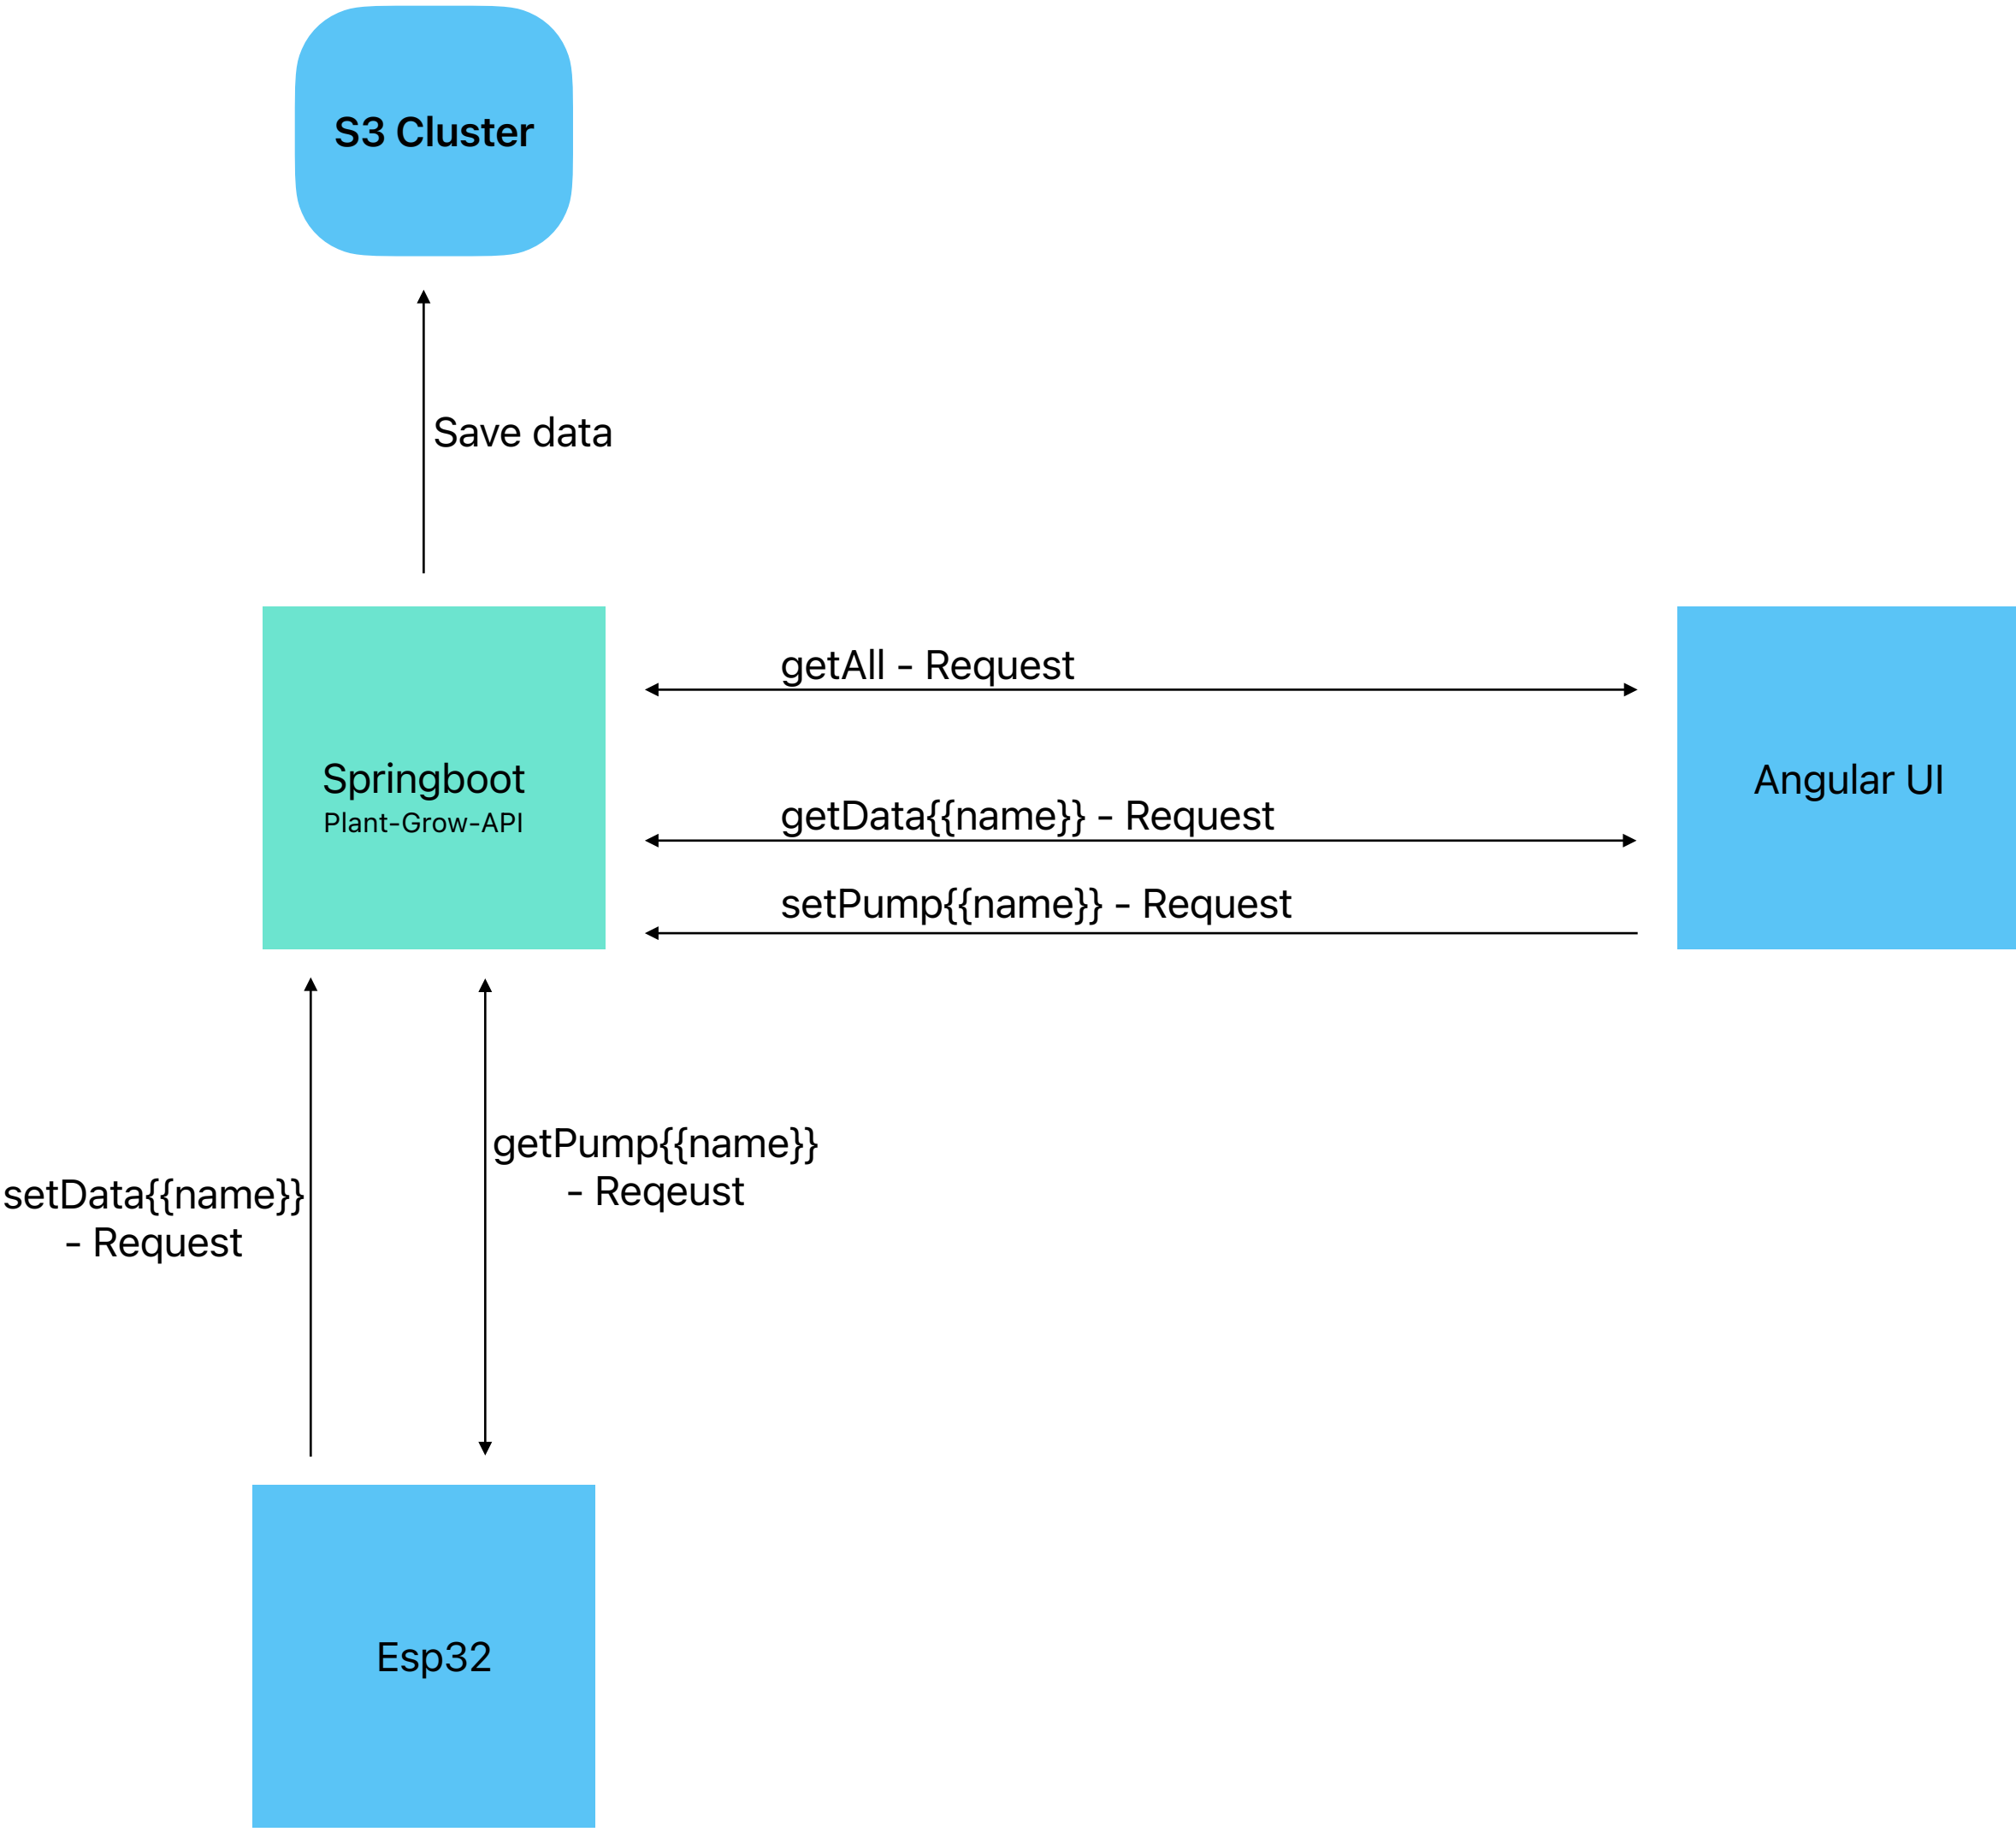 S3 Cluster
Save data
getAll - Request
Springboot
Plant-Grow-API
Angular UI
getData{{name}} - Request
setPump{{name}} - Request
getPump{{name}}
- Reqeust
setData{{name}}
- Request
Esp32